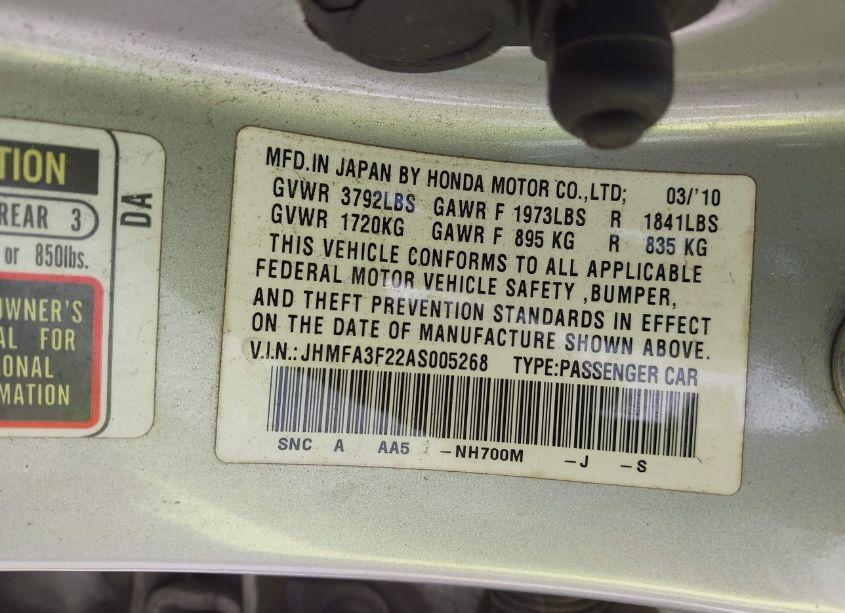 TION
REAR 3
or 850lbs.
OWNER'S
AL FOR
IONAL
MATION
DA
MFD.IN JAPAN BY HONDA MOTOR CO.,LTD; 03/'10
GVWR 3792LBS GAWR F 1973LBS R 1841LBS
GVWR 1720KG GAWR F 895 KG R 835 KG
THIS VEHICLE CONFORMS TO ALL APPLICABLE
FEDERAL MOTOR VEHICLE SAFETY ,BUMPER,
AND THEFT PREVENTION STANDARDS IN EFFECT
ON THE DATE OF MANUFACTURE SHOWN ABOVE.
V.I.N.:JHMFA3F22AS005268 TYPE:PASSENGER CAR
SNC A AA5 -NH700M -J -S